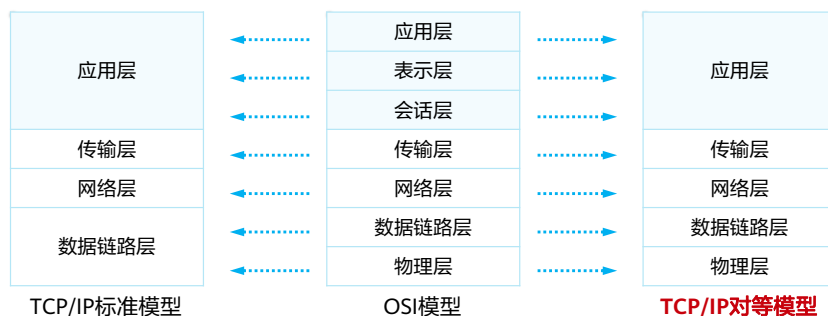 应用层
传输层
网络层
数据链路层
TCP/IP标准模型
应用层
表示层
会话层
传输层
网络层
数据链路层
物理层
OSI模型
应用层
传输层
网络层
数据链路层
物理层
TCP/IP对等模型